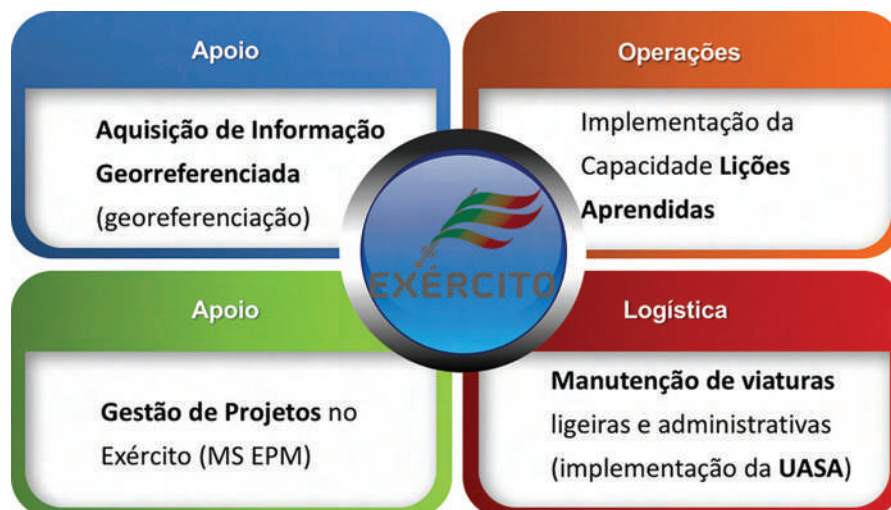 Apoio
Aquisição de Informação
Georreferenciada
(georeferenciação)
Operações
Implementação da
Capacidade Lições
Aprendidas
EXÉRCITO
Apoio
Gestão de Projetos no
Exército (MS EPM)
Logística
Manutenção de viaturas
ligeiras e administrativas
(implementação da UASA)